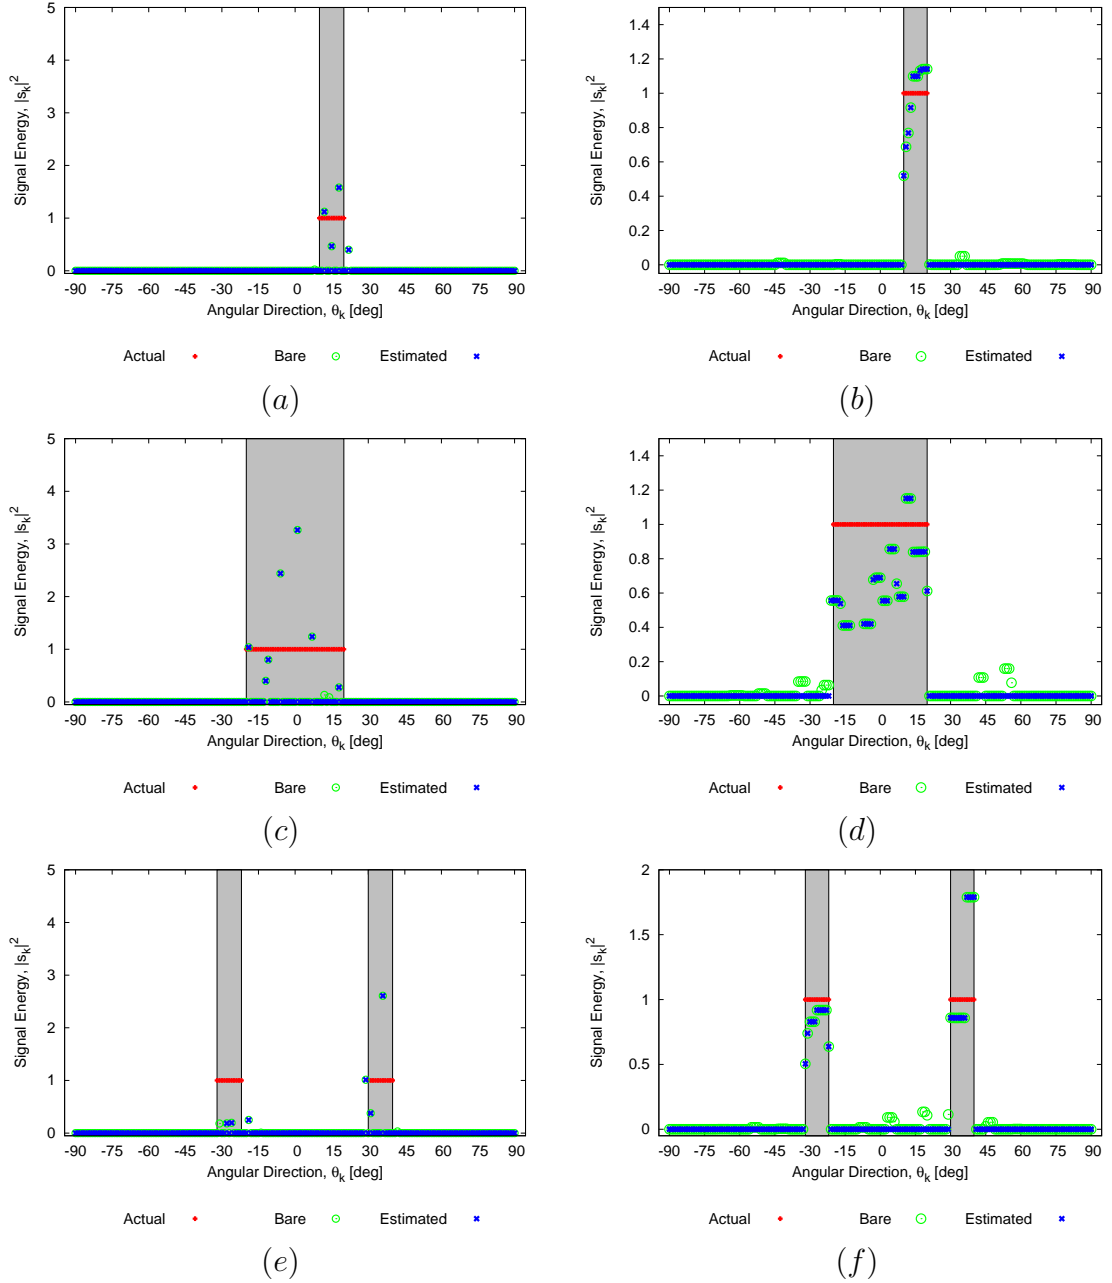 5
4
3
2
1
0
Signal Energy, |s_k|^2
-90 -75 -60 -45 -30 -15 0 15 30 45 60 75 90
Angular Direction, θ_k [deg]
Actual Bare Estimated
(a)
1.4
1.2
1
0.8
0.6
0.4
0.2
0
Signal Energy, |s_k|^2
-90 -75 -60 -45 -30 -15 0 15 30 45 60 75 90
Angular Direction, θ_k [deg]
Actual Bare Estimated
(b)
5
4
3
2
1
0
Signal Energy, |s_k|^2
-90 -75 -60 -45 -30 -15 0 15 30 45 60 75 90
Angular Direction, θ_k [deg]
Actual Bare Estimated
(c)
1.4
1.2
1
0.8
0.6
0.4
0.2
0
Signal Energy, |s_k|^2
-90 -75 -60 -45 -30 -15 0 15 30 45 60 75 90
Angular Direction, θ_k [deg]
Actual Bare Estimated
(d)
5
4
3
2
1
0
Signal Energy, |s_k|^2
-90 -75 -60 -45 -30 -15 0 15 30 45 60 75 90
Angular Direction, θ_k [deg]
Actual Bare Estimated
(e)
2
1.5
1
0.5
0
Signal Energy, |s_k|^2
-90 -75 -60 -45 -30 -15 0 15 30 45 60 75 90
Angular Direction, θ_k [deg]
Actual Bare Estimated
(f)